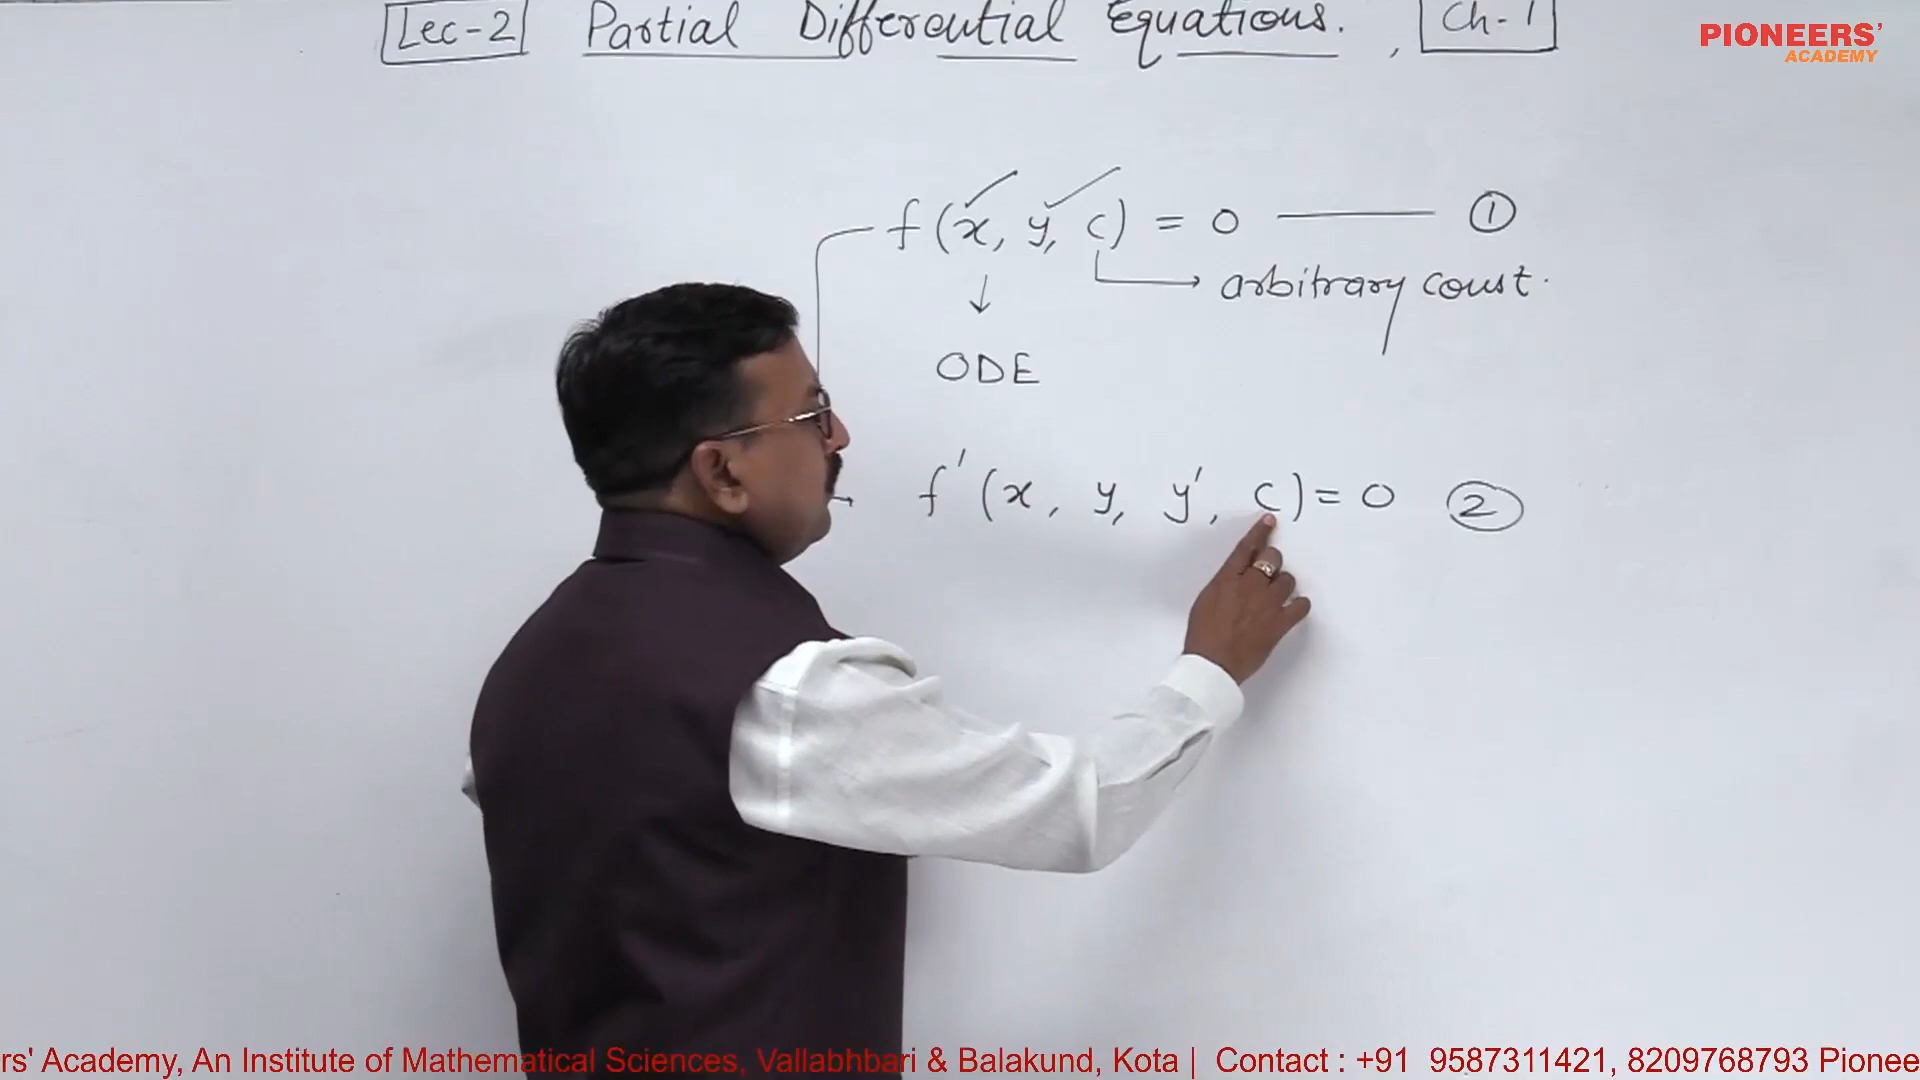 Lec-2 Partial Differential Equations. , Ch-1
PIONEERS'
ACADEMY
f(x, y, c) = 0 ——— ①
↓ → arbitrary const.
ODE
→ f'(x, y, y', c) = 0 ②
rs' Academy, An Institute of Mathematical Sciences, Vallabhbari & Balakund, Kota | Contact : +91 9587311421, 8209768793 Pionee